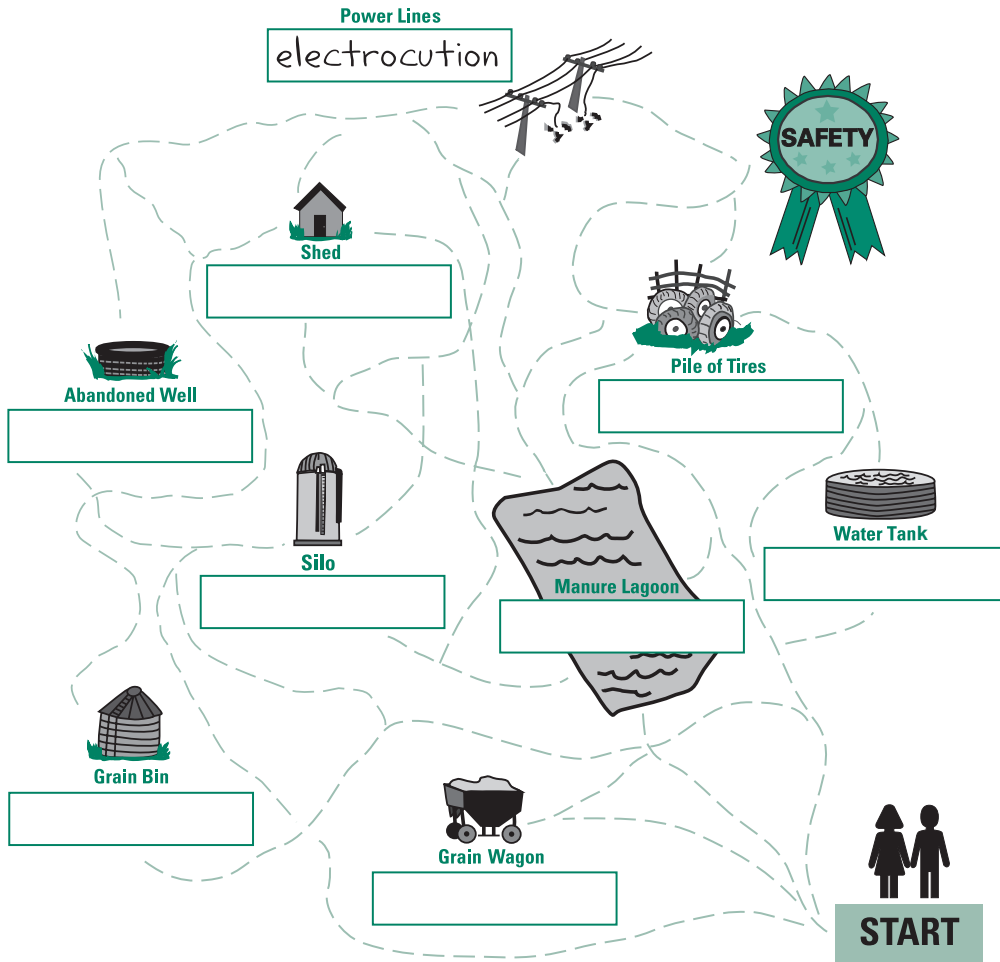 Power Lines
electrocution
SAFETY
Shed
Pile of Tires
Abandoned Well
Water Tank
Silo
Manure Lagoon
Grain Bin
Grain Wagon
START